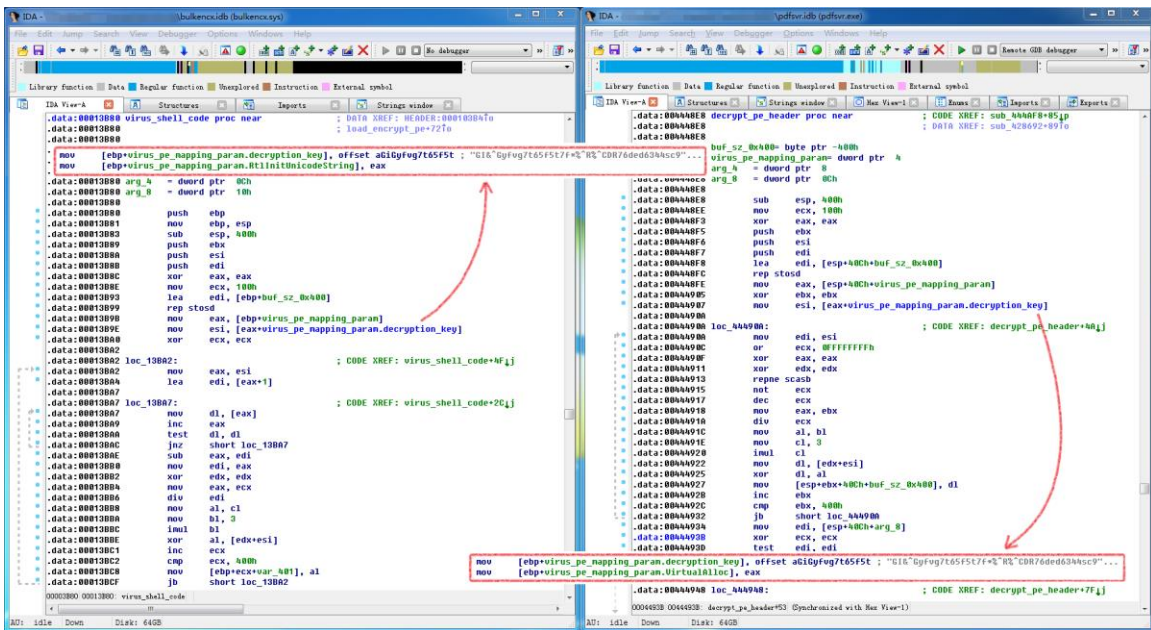 IDA - \bulkencx.idb (bulkencx.sys)
File Edit Jump Search View Debugger Options Windows Help
No debugger
Library function Data Regular function Unexplored Instruction External symbol
IDA View-A Structures Imports Strings window
.data:00013B80 virus_shell_code proc near ; DATA XREF: HEADER:000103B4↑o
.data:00013B80 ; load_encrypt_pe+72↑o
.data:00013B80
mov [ebp+virus_pe_mapping_param.decryption_key], offset aGiGyfvg7t65f5t ; "GI&^Gyfvg7t65f5t7f*%^R%^CDR76ded6344sc9"...
mov [ebp+virus_pe_mapping_param.RtlInitUnicodeString], eax
.data:00013B80 arg_4 = dword ptr 0Ch
.data:00013B80 arg_8 = dword ptr 10h
.data:00013B80
.data:00013B80 push ebp
.data:00013B81 mov ebp, esp
.data:00013B83 sub esp, 400h
.data:00013B89 push ebx
.data:00013B8A push esi
.data:00013B8B push edi
.data:00013B8C xor eax, eax
.data:00013B8E mov ecx, 100h
.data:00013B93 lea edi, [ebp+buf_sz_0x400]
.data:00013B99 rep stosd
.data:00013B9B mov eax, [ebp+virus_pe_mapping_param]
.data:00013B9E mov esi, [eax+virus_pe_mapping_param.decryption_key]
.data:00013BA0 xor ecx, ecx
.data:00013BA2
.data:00013BA2 loc_13BA2: ; CODE XREF: virus_shell_code+4F↓j
.data:00013BA2 mov eax, esi
.data:00013BA4 lea edi, [eax+1]
.data:00013BA7
.data:00013BA7 loc_13BA7: ; CODE XREF: virus_shell_code+2C↓j
.data:00013BA7 mov dl, [eax]
.data:00013BA9 inc eax
.data:00013BAA test dl, dl
.data:00013BAC jnz short loc_13BA7
.data:00013BAE sub eax, edi
.data:00013BB0 mov edi, eax
.data:00013BB2 xor edx, edx
.data:00013BB4 mov eax, ecx
.data:00013BB6 div edi
.data:00013BB8 mov al, cl
.data:00013BBA mov bl, 3
.data:00013BBC imul bl
.data:00013BBE xor al, [edx+esi]
.data:00013BC1 inc ecx
.data:00013BC2 cmp ecx, 400h
.data:00013BC8 mov [ebp+ecx+var_401], al
.data:00013BCF jb short loc_13BA2
00003B80 00013B80: virus_shell_code
AU: idle Down Disk: 64GB
IDA - \pdfsvr.idb (pdfsvr.exe)
File Edit Jump Search View Debugger Options Windows Help
Remote GDB debugger
Library function Data Regular function Unexplored Instruction External symbol
IDA View-A Structures Strings window Hex View-1 Enums Imports Exports
.data:004448E8 decrypt_pe_header proc near ; CODE XREF: sub_444AF8+85↓p
.data:004448E8 ; DATA XREF: sub_428692+89↑o
.data:004448E8
buf_sz_0x400= byte ptr -400h
virus_pe_mapping_param= dword ptr 4
arg_4 = dword ptr 8
.data:004448E8 arg_8 = dword ptr 0Ch
.data:004448E8
.data:004448E8 sub esp, 400h
.data:004448EE mov ecx, 100h
.data:004448F3 xor eax, eax
.data:004448F5 push ebx
.data:004448F6 push esi
.data:004448F7 push edi
.data:004448F8 lea edi, [esp+40Ch+buf_sz_0x400]
.data:004448FC rep stosd
.data:004448FE mov eax, [esp+40Ch+virus_pe_mapping_param]
.data:00444905 xor ebx, ebx
.data:00444907 mov esi, [eax+virus_pe_mapping_param.decryption_key]
.data:0044490A
.data:0044490A loc_44490A: ; CODE XREF: decrypt_pe_header+4A↓j
.data:0044490A mov edi, esi
.data:0044490C or ecx, 0FFFFFFFFh
.data:0044490F xor eax, eax
.data:00444911 xor edx, edx
.data:00444913 repne scasb
.data:00444915 not ecx
.data:00444917 dec ecx
.data:00444918 mov eax, ebx
.data:0044491A div ecx
.data:0044491C mov al, bl
.data:0044491E mov cl, 3
.data:00444920 imul cl
.data:00444922 mov dl, [edx+esi]
.data:00444925 xor dl, al
.data:00444927 mov [esp+ebx+40Ch+buf_sz_0x400], dl
.data:0044492B inc ebx
.data:0044492C cmp ebx, 400h
.data:00444932 jb short loc_44490A
.data:00444934 mov edi, [esp+40Ch+arg_8]
.data:0044493B xor ecx, ecx
.data:0044493D test edi, edi
mov [ebp+virus_pe_mapping_param.decryption_key], offset aGiGyfvg7t65f5t ; "GI&^Gyfvg7t65f5t7f*%^R%^CDR76ded6344sc9"...
mov [ebp+virus_pe_mapping_param.VirtualAlloc], eax
.data:00444948 loc_444948: ; CODE XREF: decrypt_pe_header+7F↓j
0004493B 0044493B: decrypt_pe_header+53 (Synchronized with Hex View-1)
AU: idle Down Disk: 64GB